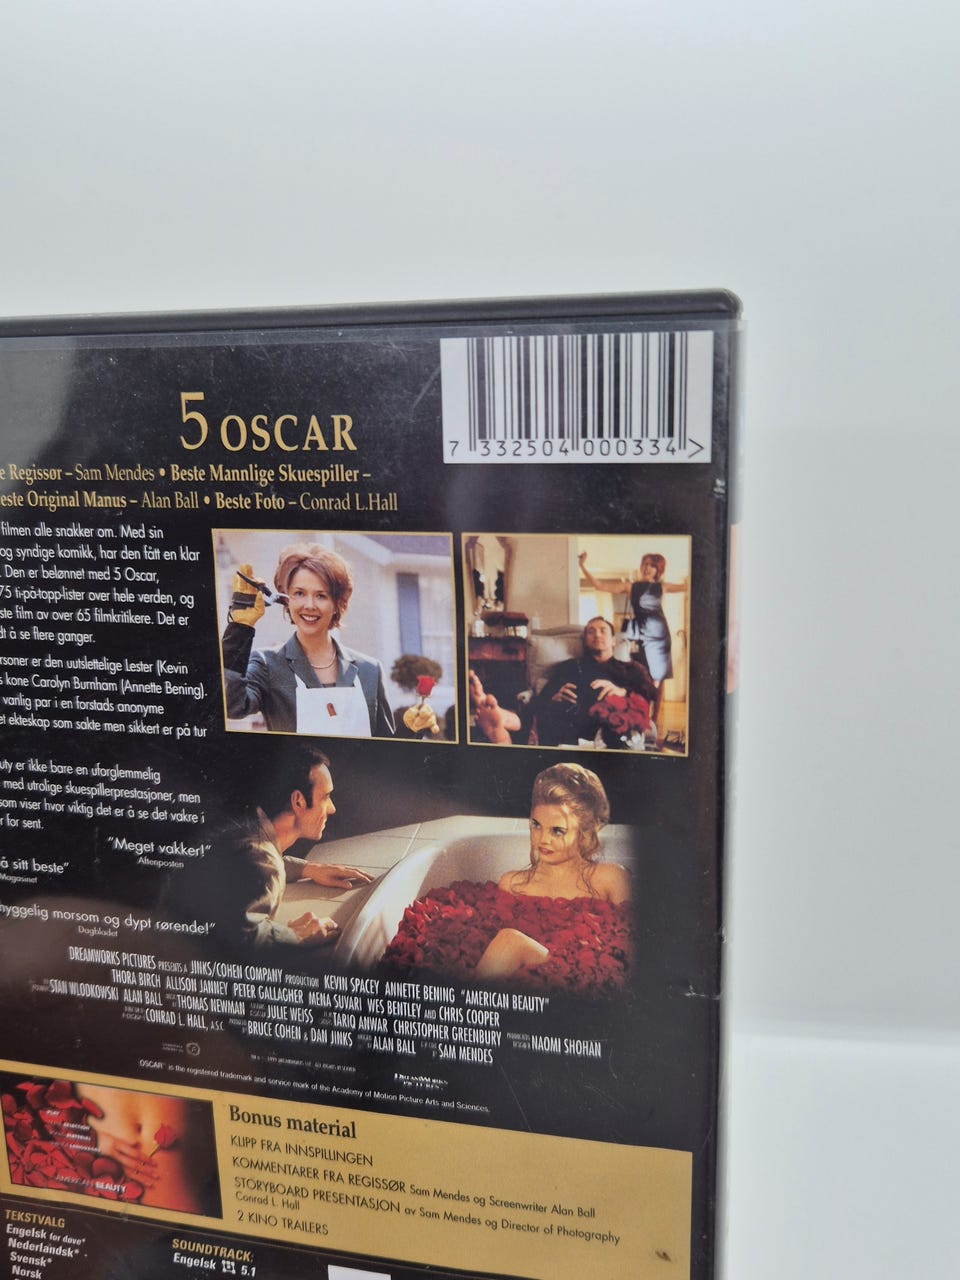 7 332504 000334 >
5 OSCAR
e Regissør – Sam Mendes • Beste Mannlige Skuespiller –
este Original Manus – Alan Ball • Beste Foto – Conrad L.Hall
filmen alle snakker om. Med sin
og syndige komikk, har den fått en klar
. Den er belønnet med 5 Oscar,
75 ti-på-topp-lister over hele verden, og
ste film av over 65 filmkritikere. Det er
dt å se flere ganger.
rsoner er den uutslettelige Lester (Kevin
s kone Carolyn Burnham (Annette Bening).
vanlig par i en forstads anonyme
et ekteskap som sakte men sikkert er på tur
uty er ikke bare en uforglemmelig
med utrolige skuespillerprestasjoner, men
som viser hvor viktig det er å se det vakre i
r for sent.
"Meget vakker!"
Aftenposten
å sitt beste"
Magasinet
hyggelig morsom og dypt rørende!"
Dagbladet
DREAMWORKS PICTURES PRESENTS A JINKS/COHEN COMPANY PRODUCTION KEVIN SPACEY ANNETTE BENING "AMERICAN BEAUTY"
THORA BIRCH ALLISON JANNEY PETER GALLAGHER MENA SUVARI WES BENTLEY AND CHRIS COOPER
STAN WLODKOWSKI ALAN BALL THOMAS NEWMAN JULIE WEISS TARIQ ANWAR CHRISTOPHER GREENBURY NAOMI SHOHAN
CONRAD L. HALL, A.S.C. BRUCE COHEN & DAN JINKS ALAN BALL SAM MENDES
DREAMWORKS PICTURES
OSCAR® is the registered trademark and service mark of the Academy of Motion Picture Arts and Sciences.
PLAY
AMERICAN BEAUTY
Bonus material
KLIPP FRA INNSPILLINGEN
KOMMENTARER FRA REGISSØR Sam Mendes og Screenwriter Alan Ball
STORYBOARD PRESENTASJON av Sam Mendes og Director of Photography
Conrad L. Hall
2 KINO TRAILERS
TEKSTVALG
Engelsk for døve*
Nederlandsk*
Svensk*
Norsk
SOUNDTRACK:
Engelsk 5.1